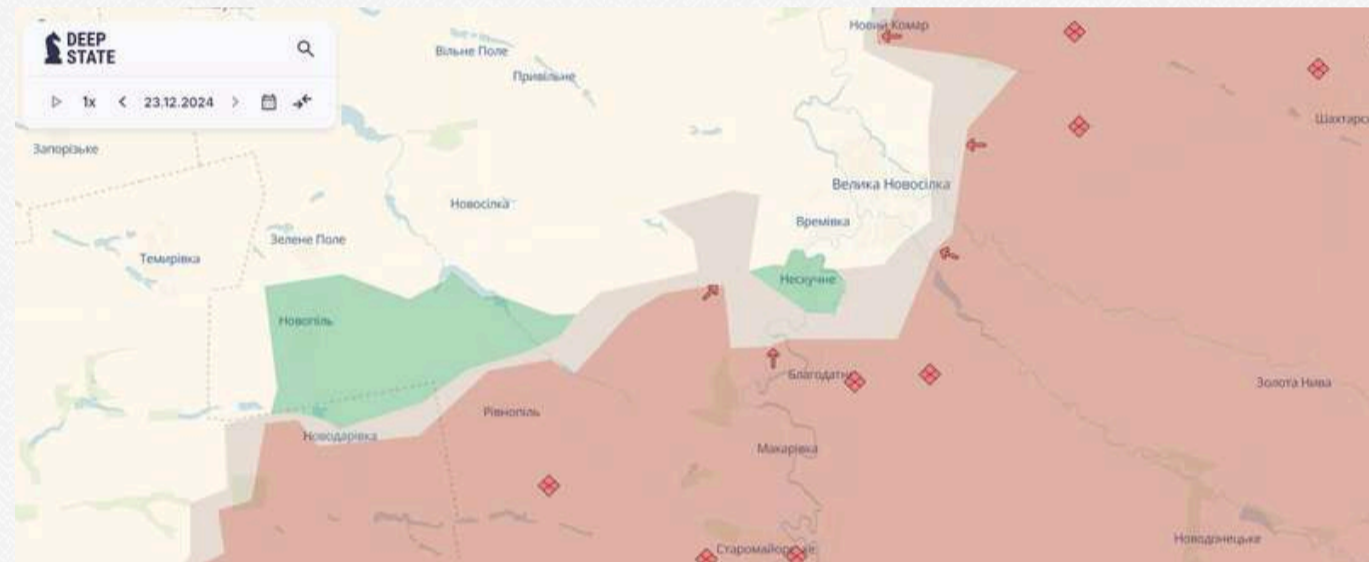 DEEP
STATE
1x
23.12.2024
Новий Комар
Вільне Поле
Привільне
Запорізьке
Велика Новосілка
Новосілка
Времівка
Зелене Поле
Темирівка
Нескучне
Новопіль
Благодатне
Золота Нива
Рівнопіль
Новодарівка
Макарівка
Новодонецьке
Старомайорське